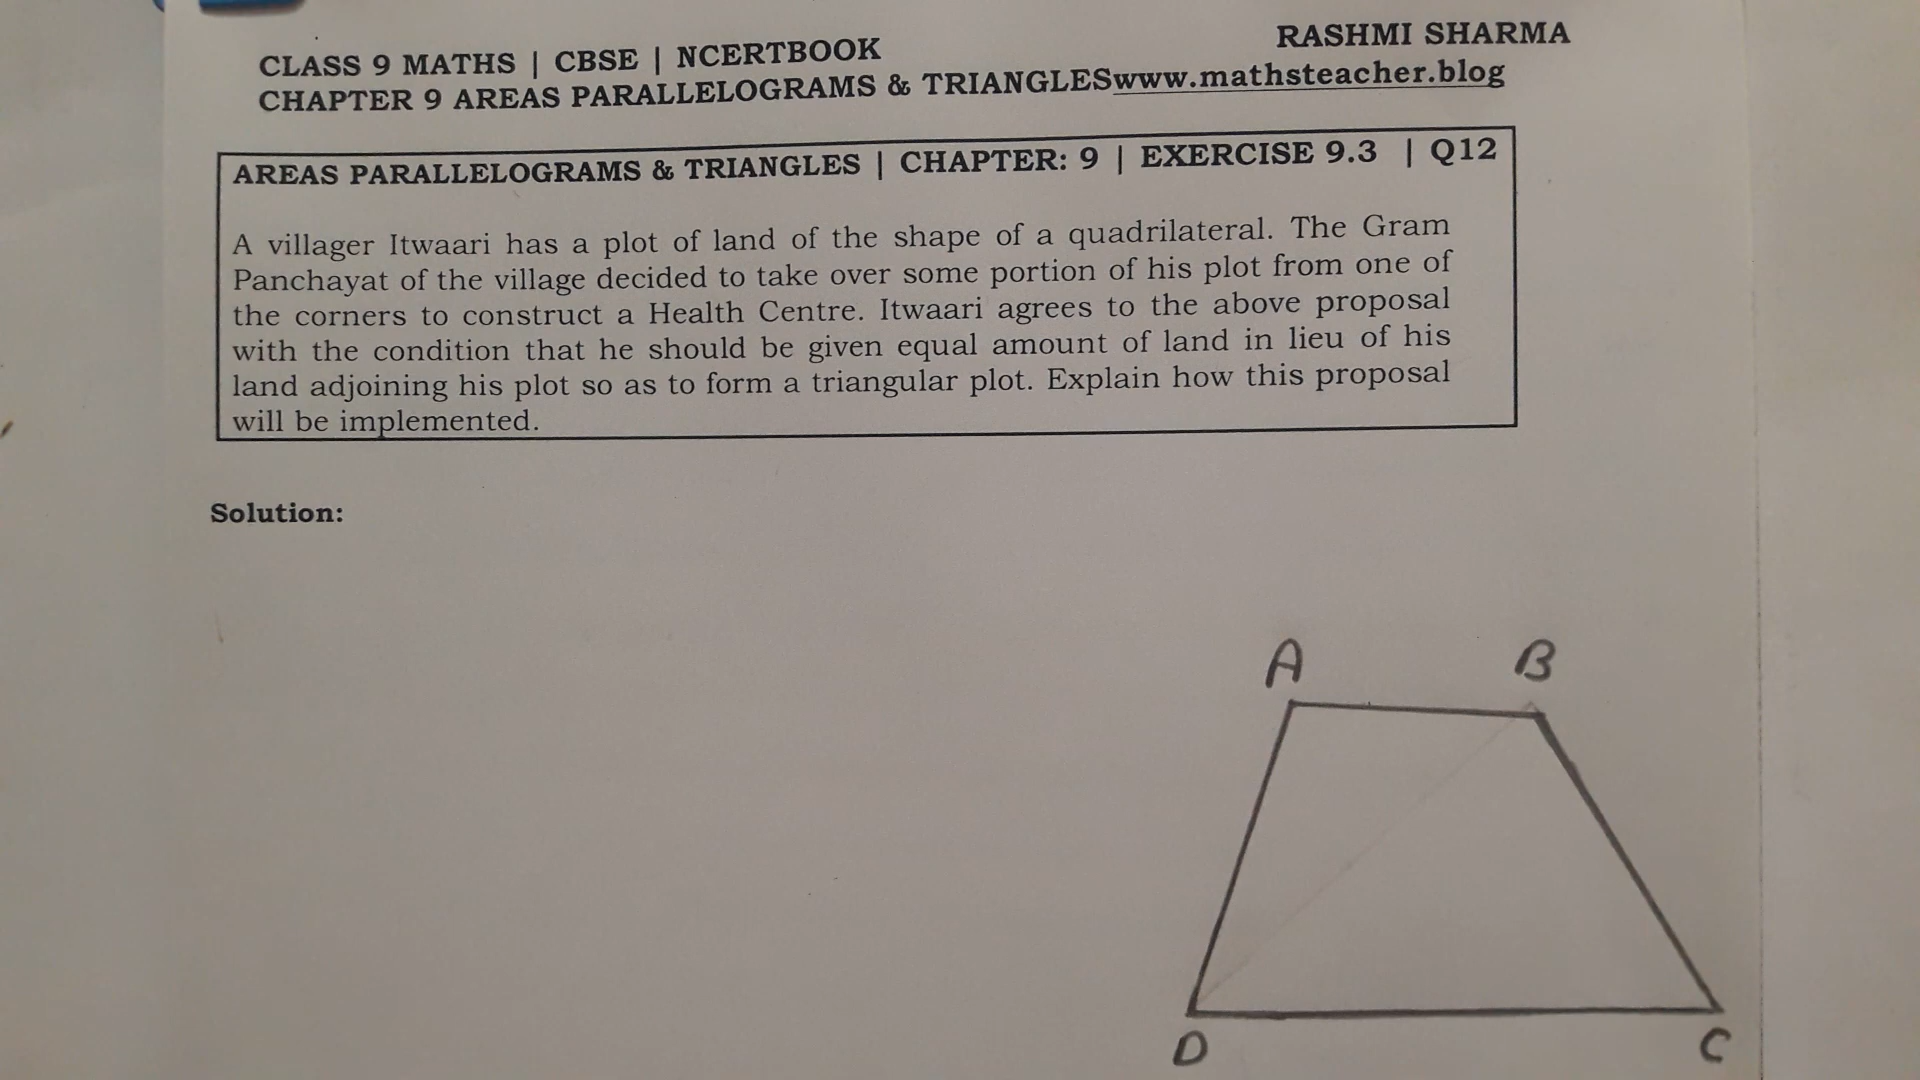 CLASS 9 MATHS | CBSE | NCERTBOOK RASHMI SHARMA
CHAPTER 9 AREAS PARALLELOGRAMS & TRIANGLESwww.mathsteacher.blog
AREAS PARALLELOGRAMS & TRIANGLES | CHAPTER: 9 | EXERCISE 9.3 | Q12
A villager Itwaari has a plot of land of the shape of a quadrilateral. The Gram
Panchayat of the village decided to take over some portion of his plot from one of
the corners to construct a Health Centre. Itwaari agrees to the above proposal
with the condition that he should be given equal amount of land in lieu of his
land adjoining his plot so as to form a triangular plot. Explain how this proposal
will be implemented.
Solution:
A B
D C